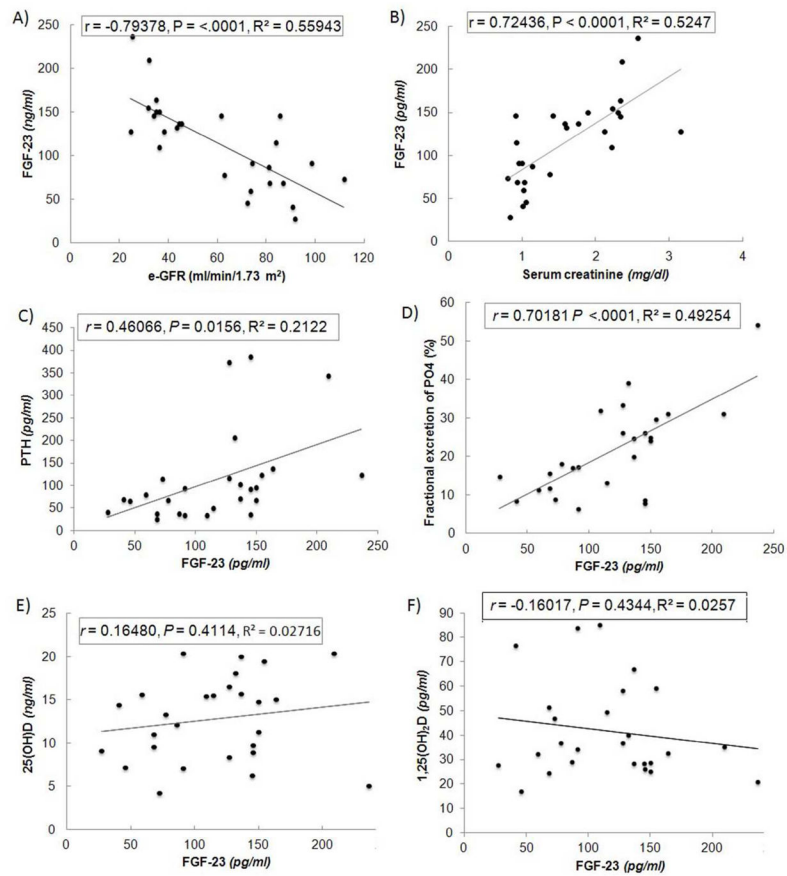 A)
r = -0.79378, P = <.0001, R² = 0.55943
FGF-23 (ng/ml)
250
200
150
100
50
0
0 20 40 60 80 100 120
e-GFR (ml/min/1.73 m²)
B)
r = 0.72436, P < 0.0001, R² = 0.5247
FGF-23 (pg/ml)
250
200
150
100
50
0
0 1 2 3 4
Serum creatinine (mg/dl)
C)
r = 0.46066, P = 0.0156, R² = 0.2122
PTH (pg/ml)
450
400
350
300
250
200
150
100
50
0
0 50 100 150 200 250
FGF-23 (pg/ml)
D)
r = 0.70181 P <.0001, R² = 0.49254
Fractional excretion of PO4 (%)
60
50
40
30
20
10
0
0 50 100 150 200 250
FGF-23 (pg/ml)
E)
r = 0.16480, P = 0.4114, R² = 0.02716
25(OH)D (ng/ml)
25
20
15
10
5
0
0 50 100 150 200
FGF-23 (pg/ml)
F)
r = -0.16017, P = 0.4344, R² = 0.0257
1,25(OH)₂D (pg/ml)
90
80
70
60
50
40
30
20
10
0
0 50 100 150 200
FGF-23 (pg/ml)